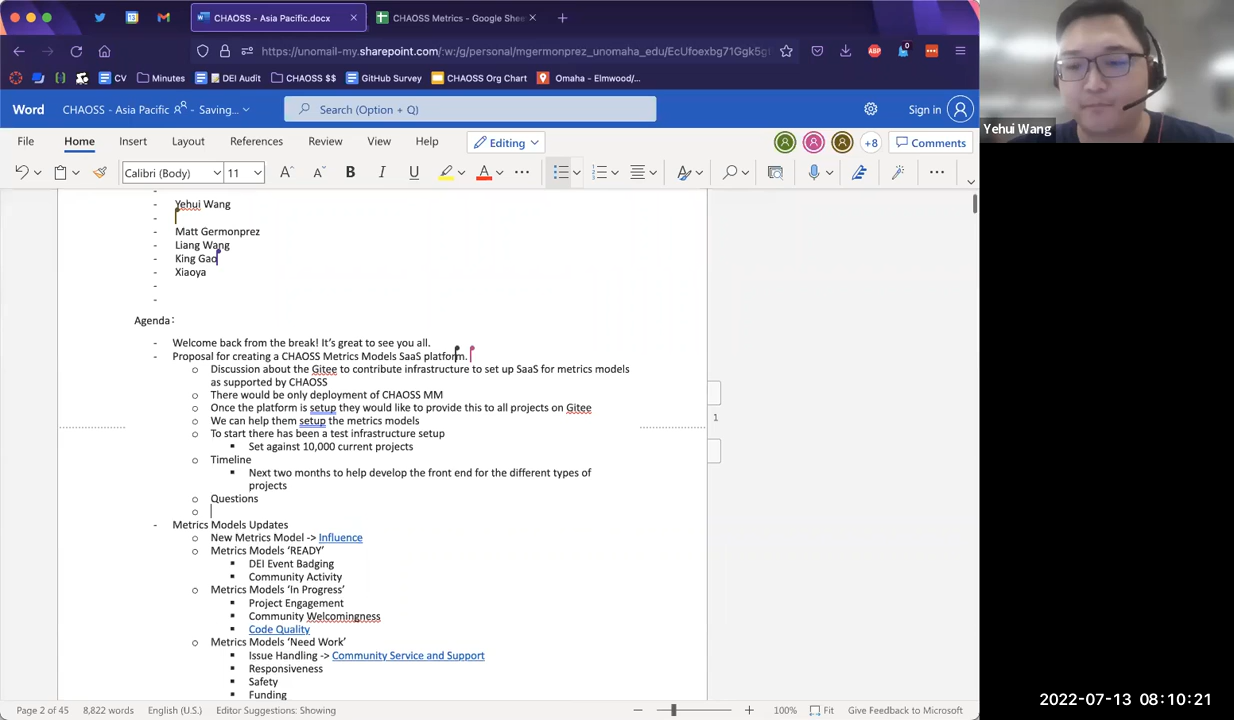 CHAOSS - Asia Pacific.docx
CHAOSS Metrics - Google Shee
https://unomail-my.sharepoint.com/:w:/g/personal/mgermonprez_unomaha_edu/EcUfoexbg71Ggk5g
CV
Minutes
DEI Audit
CHAOSS $$
GitHub Survey
CHAOSS Org Chart
Omaha - Elmwood/...
Yehui Wang
Word
CHAOSS - Asia Pacific - Saving...
Search (Option + Q)
Sign in
File Home Insert Layout References Review View Help
Editing
+8
Comments
Calibri (Body)
11
- 
- Yehui Wang
- 
Matt Germonprez
- Liang Wang
- King Gao
- Xiaoya
- 
- 
Agenda:
- Welcome back from the break! It's great to see you all.
- Proposal for creating a CHAOSS Metrics Models SaaS platform.
o Discussion about the Gitee to contribute infrastructure to set up SaaS for metrics models
as supported by CHAOSS
o There would be only deployment of CHAOSS MM
o Once the platform is setup they would like to provide this to all projects on Gitee
o We can help them setup the metrics models
o To start there has been a test infrastructure setup
▪ Set against 10,000 current projects
o Timeline
▪ Next two months to help develop the front end for the different types of
projects
o Questions
o
- Metrics Models Updates
o New Metrics Model -> Influence
o Metrics Models 'READY'
▪ DEI Event Badging
▪ Community Activity
o Metrics Models 'In Progress'
▪ Project Engagement
▪ Community Welcomingness
▪ Code Quality
o Metrics Models 'Need Work'
▪ Issue Handling -> Community Service and Support
▪ Responsiveness
▪ Safety
▪ Funding
1
Page 2 of 45
8,822 words
English (U.S.)
Editor Suggestions: Showing
100%
Fit
Give Feedback to Microsoft
2022-07-13 08:10:21